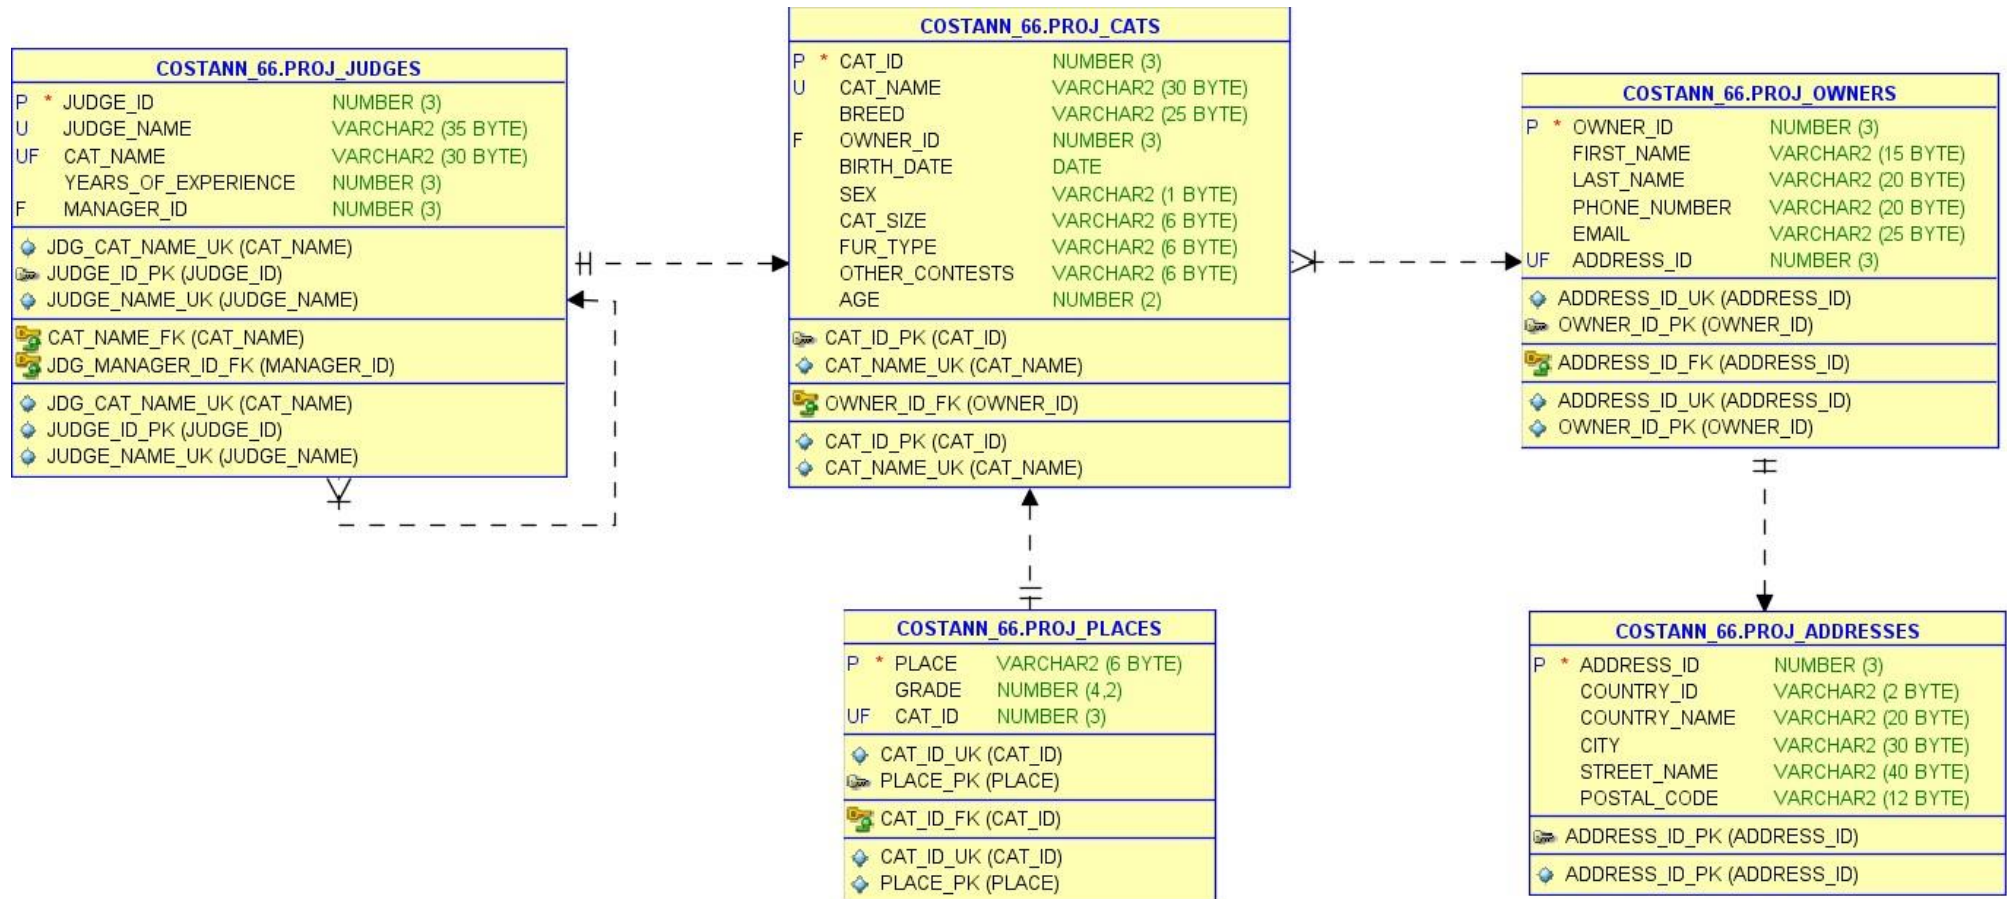 COSTANN_66.PROJ_JUDGES
P * JUDGE_ID NUMBER (3)
U JUDGE_NAME VARCHAR2 (35 BYTE)
UF CAT_NAME VARCHAR2 (30 BYTE)
YEARS_OF_EXPERIENCE NUMBER (3)
F MANAGER_ID NUMBER (3)
JDG_CAT_NAME_UK (CAT_NAME)
JUDGE_ID_PK (JUDGE_ID)
JUDGE_NAME_UK (JUDGE_NAME)
CAT_NAME_FK (CAT_NAME)
JDG_MANAGER_ID_FK (MANAGER_ID)
JDG_CAT_NAME_UK (CAT_NAME)
JUDGE_ID_PK (JUDGE_ID)
JUDGE_NAME_UK (JUDGE_NAME)
COSTANN_66.PROJ_CATS
P * CAT_ID NUMBER (3)
U CAT_NAME VARCHAR2 (30 BYTE)
BREED VARCHAR2 (25 BYTE)
F OWNER_ID NUMBER (3)
BIRTH_DATE DATE
SEX VARCHAR2 (1 BYTE)
CAT_SIZE VARCHAR2 (6 BYTE)
FUR_TYPE VARCHAR2 (6 BYTE)
OTHER_CONTESTS VARCHAR2 (6 BYTE)
AGE NUMBER (2)
CAT_ID_PK (CAT_ID)
CAT_NAME_UK (CAT_NAME)
OWNER_ID_FK (OWNER_ID)
CAT_ID_PK (CAT_ID)
CAT_NAME_UK (CAT_NAME)
COSTANN_66.PROJ_OWNERS
P * OWNER_ID NUMBER (3)
FIRST_NAME VARCHAR2 (15 BYTE)
LAST_NAME VARCHAR2 (20 BYTE)
PHONE_NUMBER VARCHAR2 (20 BYTE)
EMAIL VARCHAR2 (25 BYTE)
UF ADDRESS_ID NUMBER (3)
ADDRESS_ID_UK (ADDRESS_ID)
OWNER_ID_PK (OWNER_ID)
ADDRESS_ID_FK (ADDRESS_ID)
ADDRESS_ID_UK (ADDRESS_ID)
OWNER_ID_PK (OWNER_ID)
COSTANN_66.PROJ_PLACES
P * PLACE VARCHAR2 (6 BYTE)
GRADE NUMBER (4,2)
UF CAT_ID NUMBER (3)
CAT_ID_UK (CAT_ID)
PLACE_PK (PLACE)
CAT_ID_FK (CAT_ID)
CAT_ID_UK (CAT_ID)
PLACE_PK (PLACE)
COSTANN_66.PROJ_ADDRESSES
P * ADDRESS_ID NUMBER (3)
COUNTRY_ID VARCHAR2 (2 BYTE)
COUNTRY_NAME VARCHAR2 (20 BYTE)
CITY VARCHAR2 (30 BYTE)
STREET_NAME VARCHAR2 (40 BYTE)
POSTAL_CODE VARCHAR2 (12 BYTE)
ADDRESS_ID_PK (ADDRESS_ID)
ADDRESS_ID_PK (ADDRESS_ID)